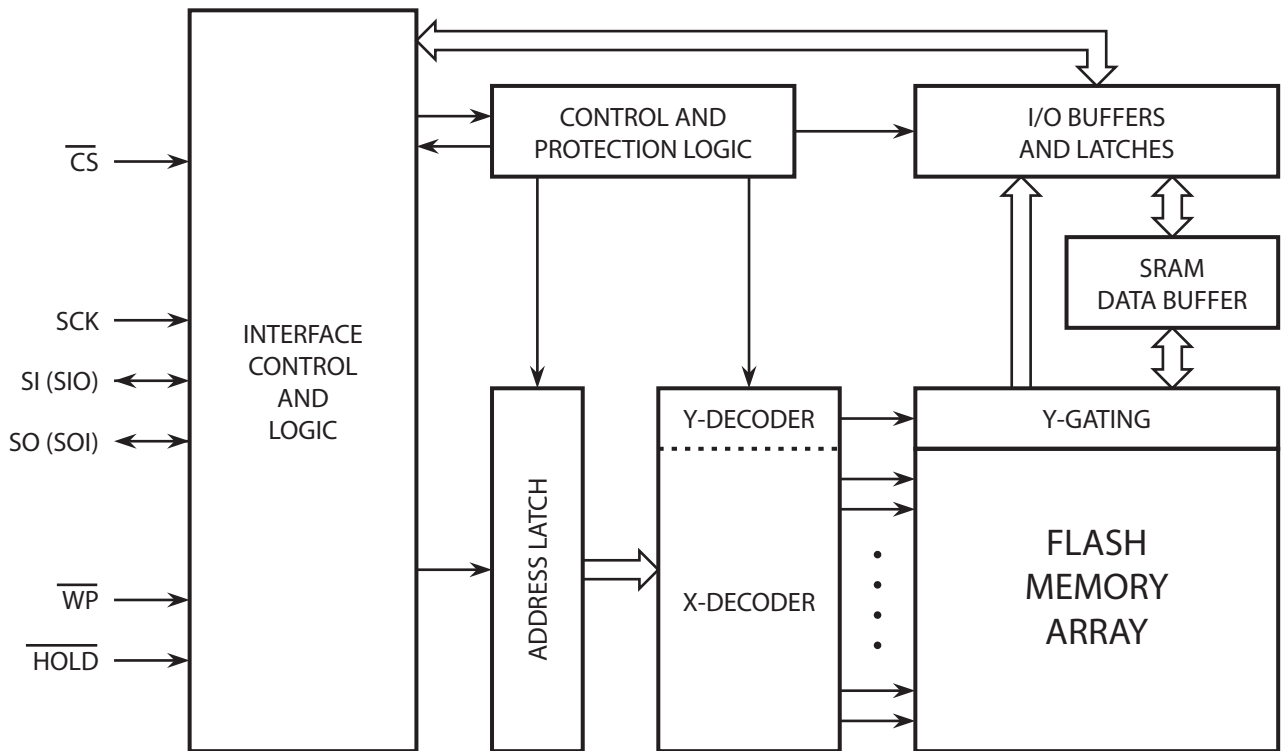 CS
SCK
SI (SIO)
SO (SOI)
WP
HOLD
INTERFACE
CONTROL
AND
LOGIC
CONTROL AND
PROTECTION LOGIC
I/O BUFFERS
AND LATCHES
SRAM
DATA BUFFER
ADDRESS LATCH
Y-DECODER
X-DECODER
Y-GATING
FLASH
MEMORY
ARRAY